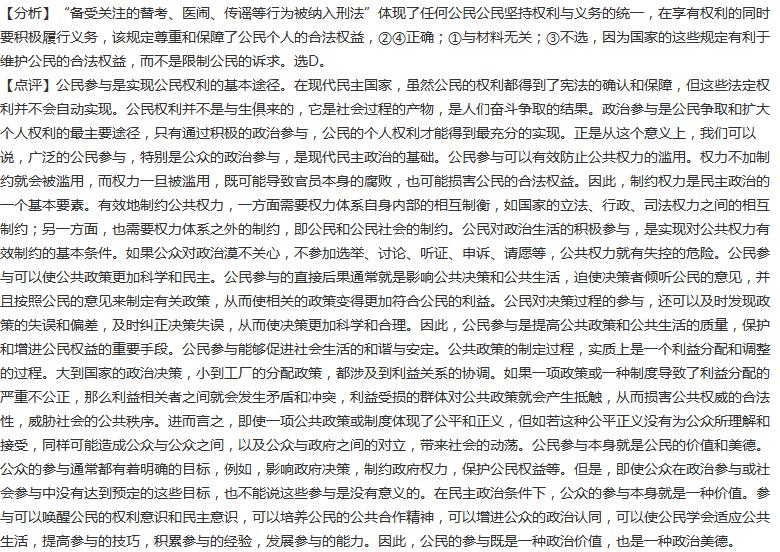 【分析】“备受关注的替考、医闹、传谣等行为被纳入刑法”体现了任何公民公民坚持权利与义务的统一，在享有权利的同时
要积极履行义务，该规定尊重和保障了公民个人的合法权益，②④正确；①与材料无关；③不选，因为国家的这些规定有利于
维护公民的合法权益，而不是限制公民的诉求。选D。
【点评】公民参与是实现公民权利的基本途径。在现代民主国家，虽然公民的权利都得到了宪法的确认和保障，但这些法定权
利并不会自动实现。公民权利并不是与生俱来的，它是社会过程的产物，是人们奋斗争取的结果。政治参与是公民争取和扩大
个人权利的最主要途径，只有通过积极的政治参与，公民的个人权利才能得到最充分的实现。正是从这个意义上，我们可以
说，广泛的公民参与，特别是公众的政治参与，是现代民主政治的基础。公民参与可以有效防止公共权力的滥用。权力不加制
约就会被滥用，而权力一旦被滥用，既可能导致官员本身的腐败，也可能损害公民的合法权益。因此，制约权力是民主政治的
一个基本要素。有效地制约公共权力，一方面需要权力体系自身内部的相互制衡，如国家的立法、行政、司法权力之间的相互
制约；另一方面，也需要权力体系之外的制约，即公民和公民社会的制约。公民对政治生活的积极参与，是实现对公共权力有
效制约的基本条件。如果公众对政治漠不关心，不参加选举、讨论、听证、申诉、请愿等，公共权力就有失控的危险。公民参
与可以使公共政策更加科学和民主。公民参与的直接后果通常就是影响公共决策和公共生活，迫使决策者倾听公民的意见，并
且按照公民的意见来制定有关政策，从而使相关的政策变得更加符合公民的利益。公民对决策过程的参与，还可以及时发现政
策的失误和偏差，及时纠正决策失误，从而使决策更加科学和合理。因此，公民参与是提高公共政策和公共生活的质量，保护
和增进公民权益的重要手段。公民参与能够促进社会生活的和谐与安定。公共政策的制定过程，实质上是一个利益分配和调整
的过程。大到国家的政治决策，小到工厂的分配政策，都涉及到利益关系的协调。如果一项政策或一种制度导致了利益分配的
严重不公正，那么利益相关者之间就会发生矛盾和冲突，利益受损的群体对公共政策就会产生抵触，从而损害公共权威的合法
性，威胁社会的公共秩序。进而言之，即使一项公共政策或制度体现了公平和正义，但如若这种公平正义没有为公众所理解和
接受，同样可能造成公众与公众之间，以及公众与政府之间的对立，带来社会的动荡。公民参与本身就是公民的价值和美德。
公众的参与通常都有着明确的目标，例如，影响政府决策，制约政府权力，保护公民权益等。但是，即使公众在政治参与或社
会参与中没有达到预定的这些目标，也不能说这些参与是没有意义的。在民主政治条件下，公众的参与本身就是一种价值。参
与可以唤醒公民的权利意识和民主意识，可以培养公民的公共合作精神，可以增进公众的政治认同，可以使公民学会适应公共
生活，提高参与的技巧，积累参与的经验，发展参与的能力。因此，公民的参与既是一种政治价值，也是一种政治美德。